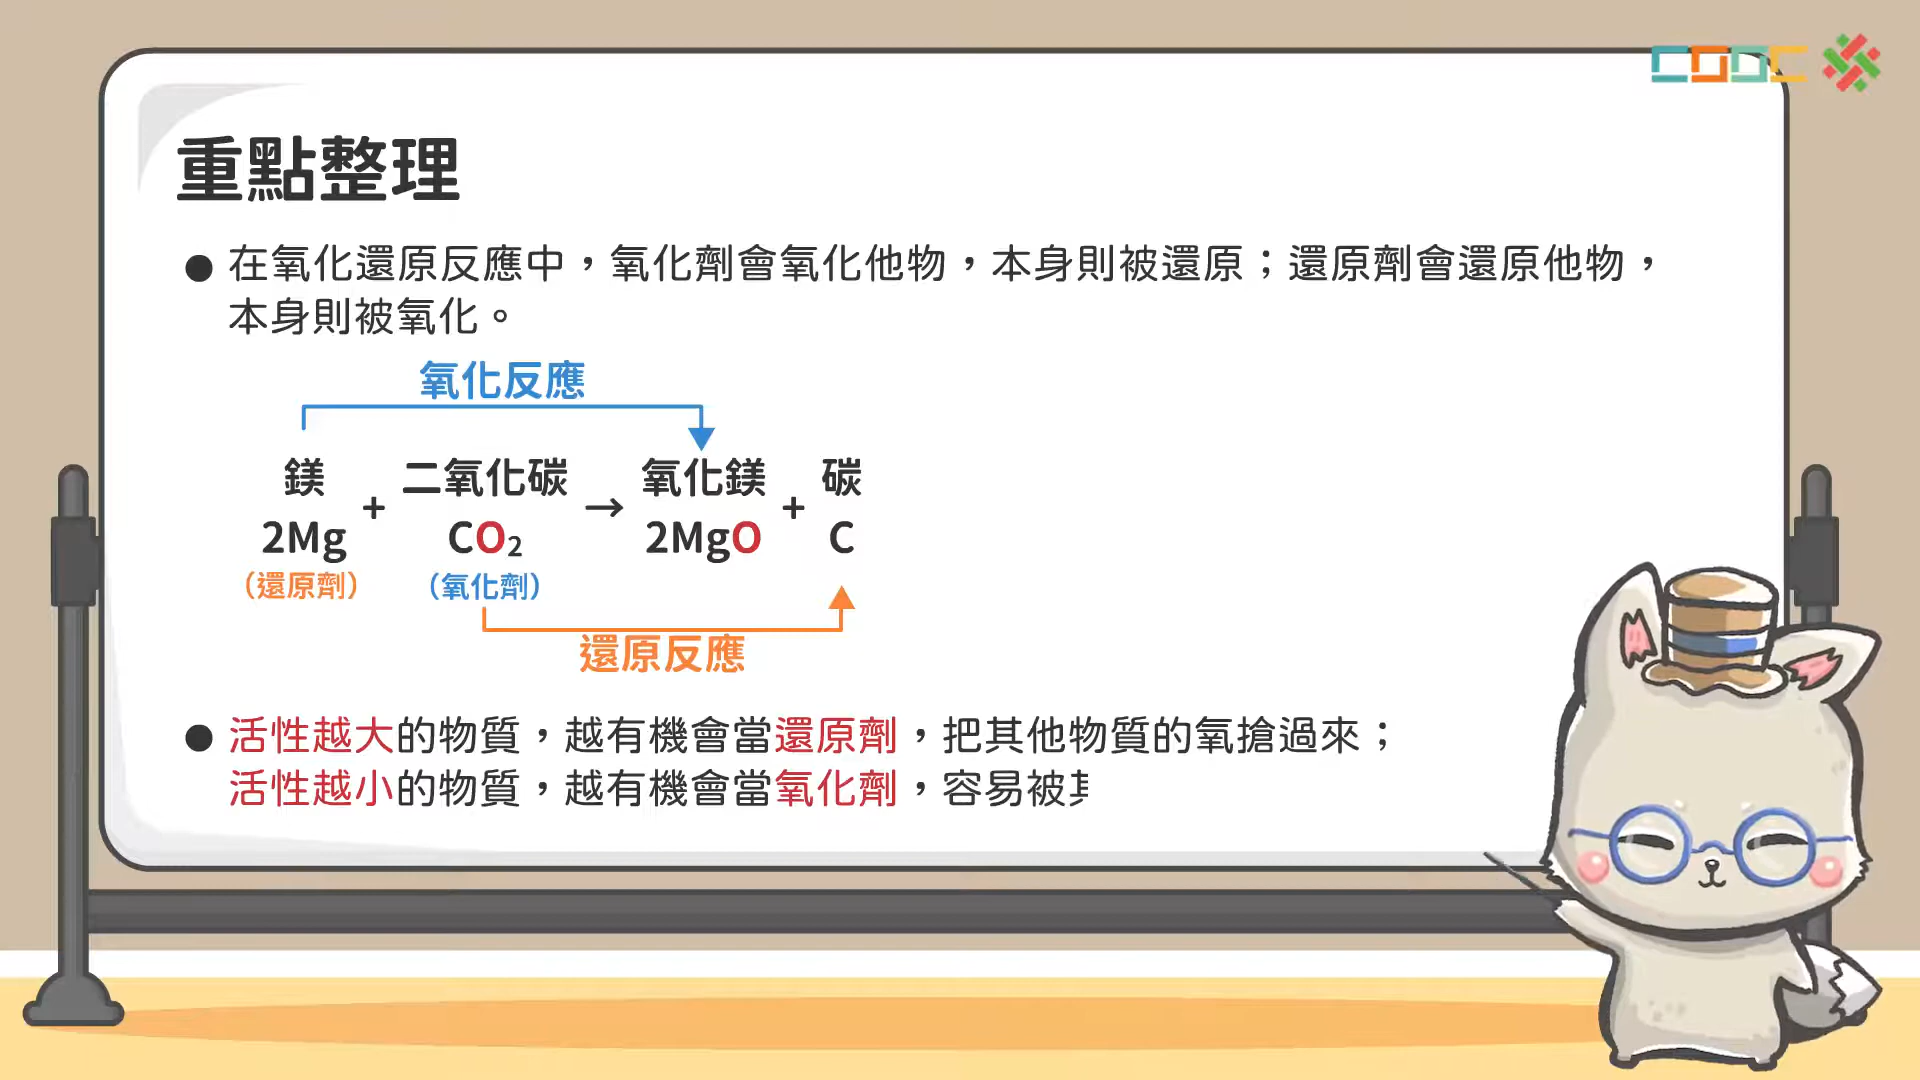 COOC
重點整理
● 在氧化還原反應中，氧化劑會氧化他物，本身則被還原；還原劑會還原他物，
本身則被氧化。
氧化反應
鎂 + 二氧化碳 → 氧化鎂 + 碳
2Mg CO₂ 2MgO C
（還原劑） （氧化劑）
還原反應
● 活性越大的物質，越有機會當還原劑，把其他物質的氧搶過來；
活性越小的物質，越有機會當氧化劑，容易被